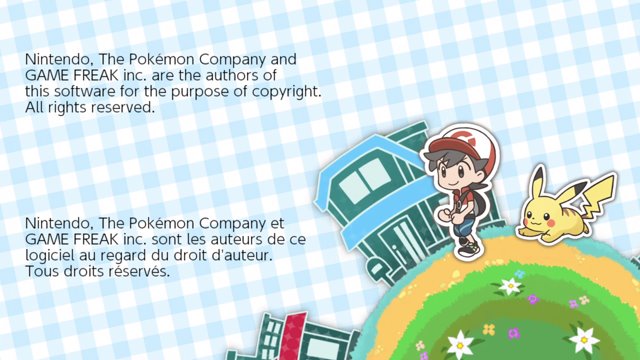 Nintendo, The Pokémon Company and
GAME FREAK inc. are the authors of
this software for the purpose of copyright.
All rights reserved.
Nintendo, The Pokémon Company et
GAME FREAK inc. sont les auteurs de ce
logiciel au regard du droit d'auteur.
Tous droits réservés.